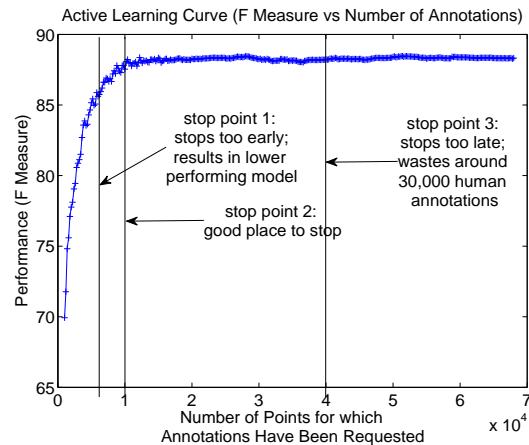 Active Learning Curve (F Measure vs Number of Annotations)
90
85
80
75
70
65
Performance (F Measure)
stop point 1:
stops too early;
results in lower
performing model
stop point 2:
good place to stop
stop point 3:
stops too late;
wastes around
30,000 human
annotations
0 1 2 3 4 5 6 7
x 10^4
Number of Points for which
Annotations Have Been Requested